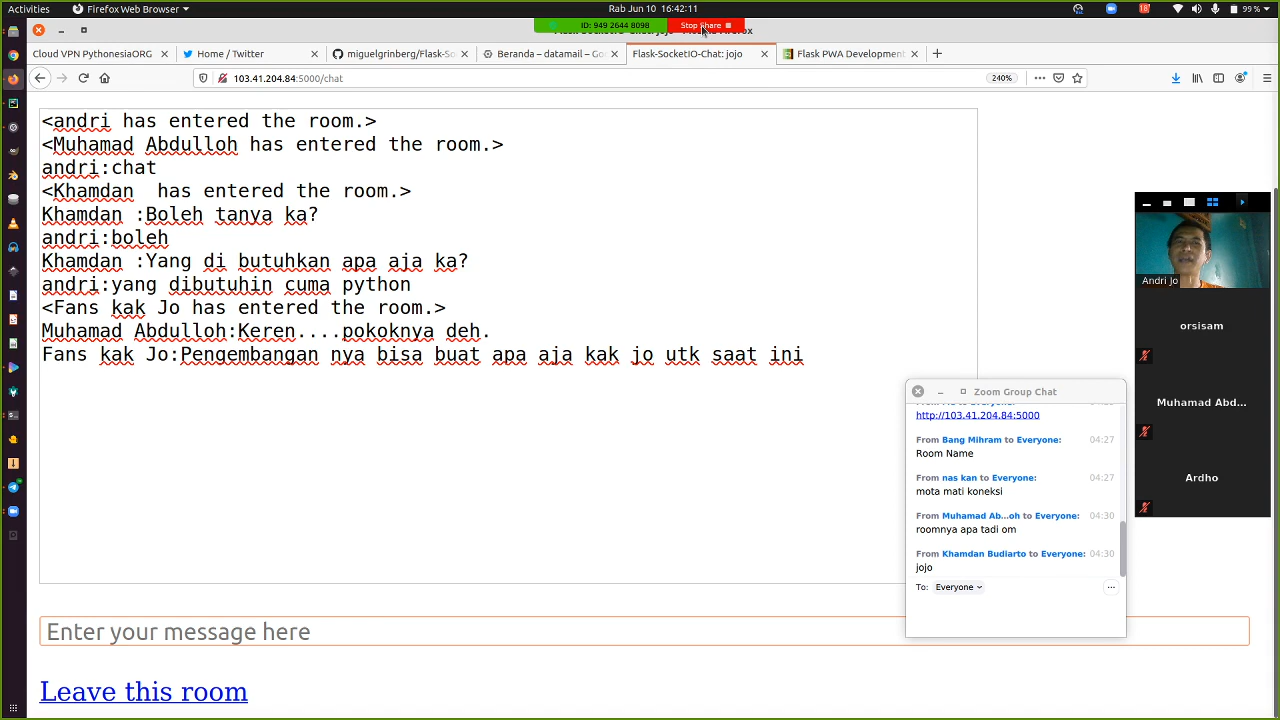 Activities
Firefox Web Browser
Rab Jun 10 16:42:11
18
99 %
ID: 949 2644 8098
Stop Share
Cloud VPN PythonesiaORG
Home / Twitter
miguelgrinberg/Flask-So
Beranda – datamail – Goo
Flask-SocketIO-Chat: jojo
Flask PWA Development
103.41.204.84:5000/chat
240%
<andri has entered the room.>
<Muhamad Abdulloh has entered the room.>
andri:chat
<Khamdan  has entered the room.>
Khamdan :Boleh tanya ka?
andri:boleh
Khamdan :Yang di butuhkan apa aja ka?
andri:yang dibutuhin cuma python
<Fans kak Jo has entered the room.>
Muhamad Abdulloh:Keren....pokoknya deh.
Fans kak Jo:Pengembangan nya bisa buat apa aja kak jo utk saat ini
Enter your message here
Leave this room
Andri Jo
orsisam
Muhamad Abd...
Ardho
Zoom Group Chat
http://103.41.204.84:5000
From Bang Mihram to Everyone: 04:27
Room Name
From nas kan to Everyone: 04:27
mota mati koneksi
From Muhamad Ab...oh to Everyone: 04:30
roomnya apa tadi om
From Khamdan Budiarto to Everyone: 04:30
jojo
To: Everyone